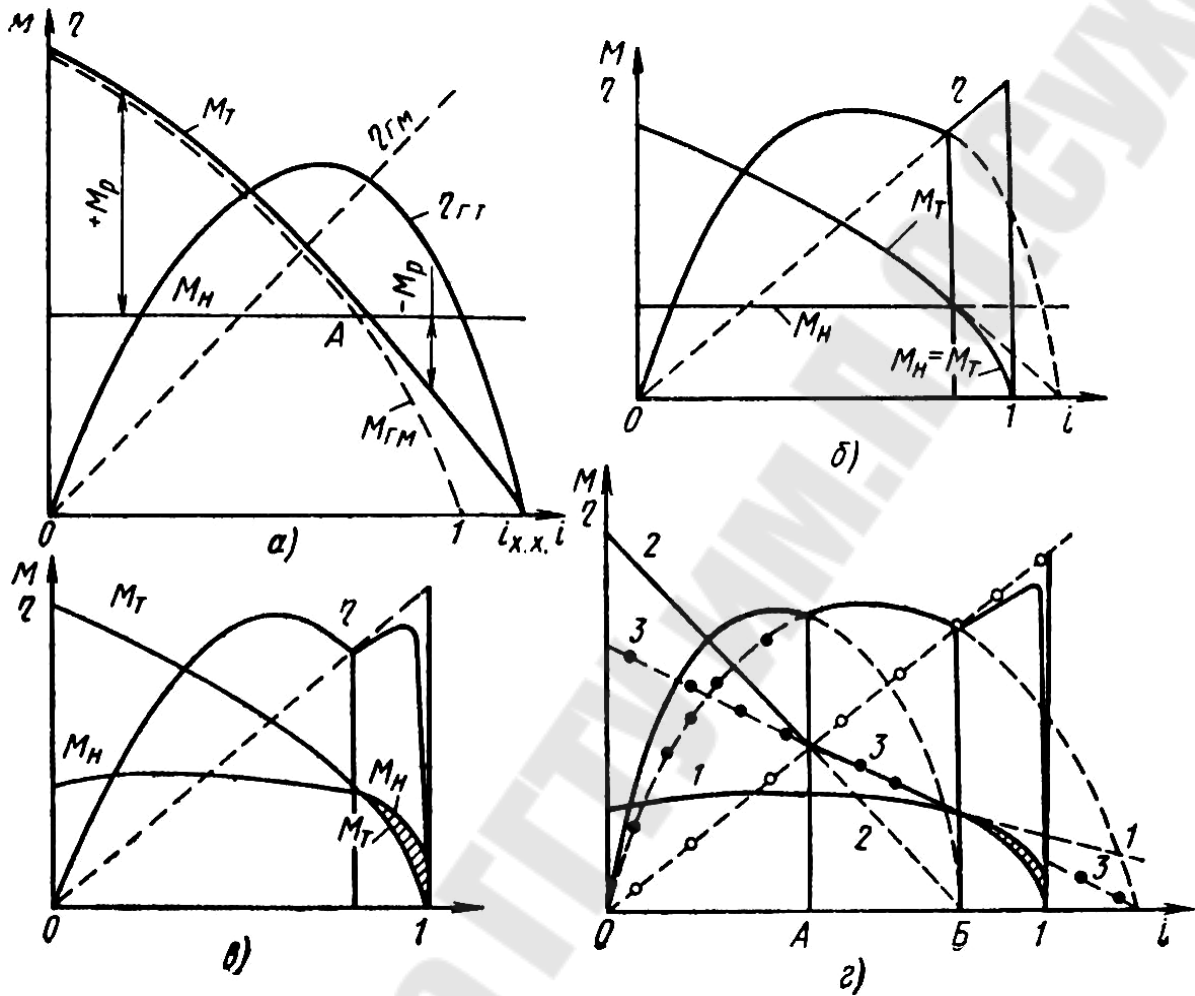 M η
Mт
ηгм
+Mр
ηгт
Mн
-Mр
A
Mгм
0 1 iх.х. i
а)
M
η η
Mт
Mн
Mн=Mт
0 1 i
б)
M
η Mт η
Mн
Mн
Mт
0 1
в)
M
η
2
3
3
1
2
1
3
0 А Б 1 i
г)